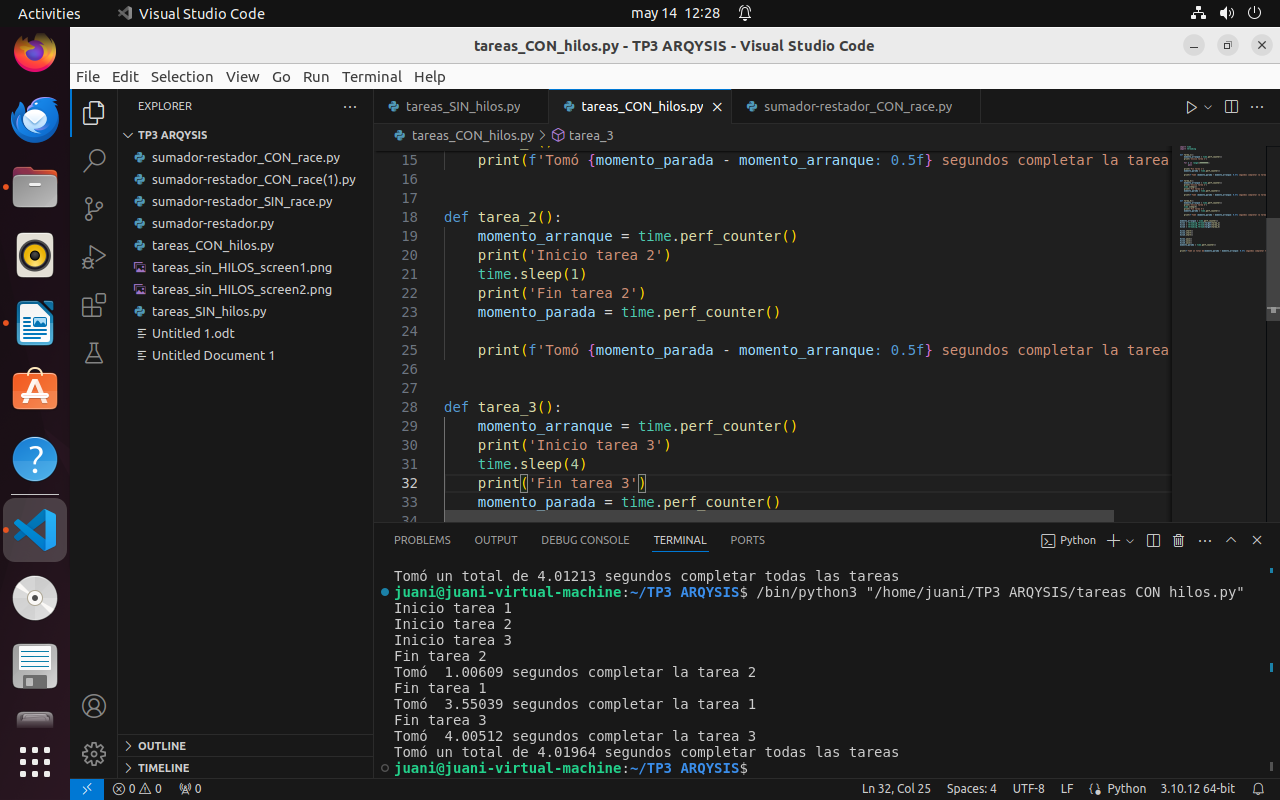 Activities
Visual Studio Code
may 14 12:28
tareas_CON_hilos.py - TP3 ARQYSIS - Visual Studio Code
File Edit Selection View Go Run Terminal Help
EXPLORER
TP3 ARQYSIS
sumador-restador_CON_race.py
sumador-restador_CON_race(1).py
sumador-restador_SIN_race.py
sumador-restador.py
tareas_CON_hilos.py
tareas_sin_HILOS_screen1.png
tareas_sin_HILOS_screen2.png
tareas_SIN_hilos.py
Untitled 1.odt
Untitled Document 1
OUTLINE
TIMELINE
tareas_SIN_hilos.py
tareas_CON_hilos.py
sumador-restador_CON_race.py
tareas_CON_hilos.py > tarea_3
15 print(f'Tomó {momento_parada - momento_arranque: 0.5f} segundos completar la tarea
16
17
18 def tarea_2():
19 momento_arranque = time.perf_counter()
20 print('Inicio tarea 2')
21 time.sleep(1)
22 print('Fin tarea 2')
23 momento_parada = time.perf_counter()
24
25 print(f'Tomó {momento_parada - momento_arranque: 0.5f} segundos completar la tarea
26
27
28 def tarea_3():
29 momento_arranque = time.perf_counter()
30 print('Inicio tarea 3')
31 time.sleep(4)
32 print('Fin tarea 3')
33 momento_parada = time.perf_counter()
34
PROBLEMS OUTPUT DEBUG CONSOLE TERMINAL PORTS
Python
Tomó un total de 4.01213 segundos completar todas las tareas
juani@juani-virtual-machine:~/TP3 ARQYSIS$ /bin/python3 "/home/juani/TP3 ARQYSIS/tareas CON hilos.py"
Inicio tarea 1
Inicio tarea 2
Inicio tarea 3
Fin tarea 2
Tomó  1.00609 segundos completar la tarea 2
Fin tarea 1
Tomó  3.55039 segundos completar la tarea 1
Fin tarea 3
Tomó  4.00512 segundos completar la tarea 3
Tomó un total de 4.01964 segundos completar todas las tareas
juani@juani-virtual-machine:~/TP3 ARQYSIS$
0 0 0
Ln 32, Col 25 Spaces: 4 UTF-8 LF Python 3.10.12 64-bit